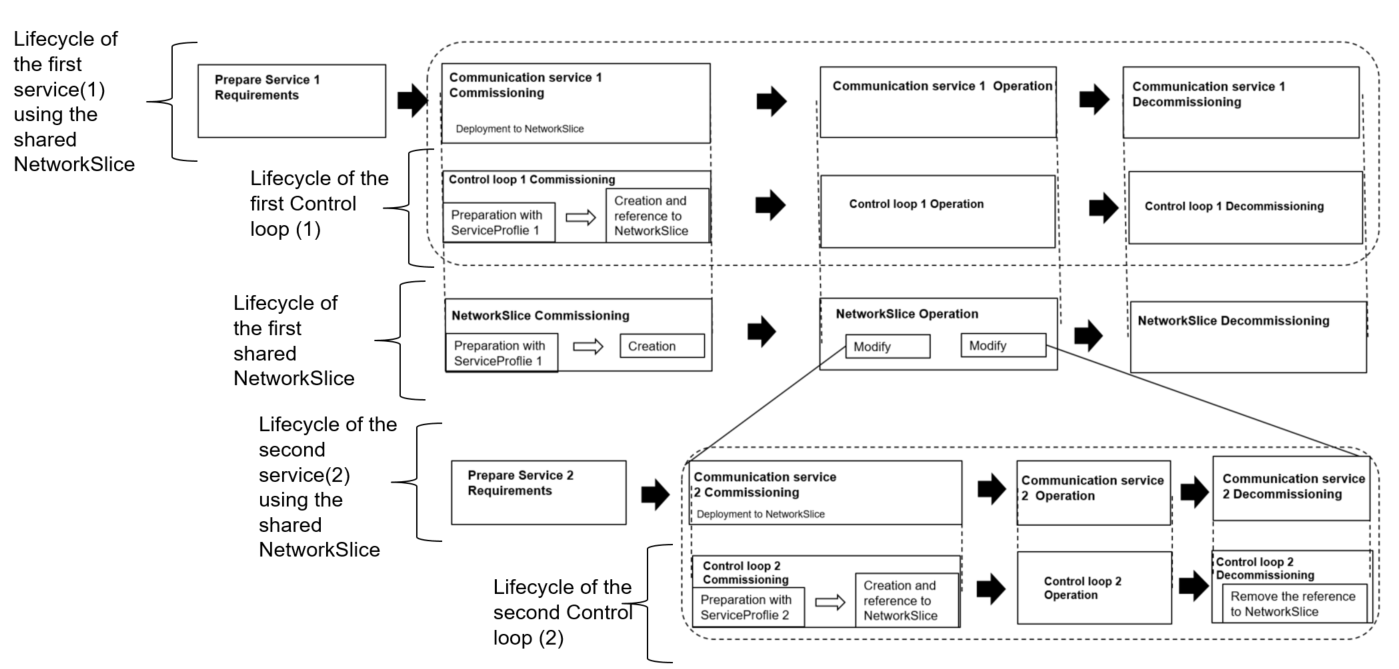 Lifecycle of
the first
service(1)
using the
shared
NetworkSlice
Prepare Service 1
Requirements
Communication service 1
Commissioning
Deployment to NetworkSlice
Communication service 1  Operation
Communication service 1
Decommissioning
Lifecycle of the
first Control
loop (1)
Control loop 1 Commissioning
Preparation with
ServiceProflie 1
Creation and
reference to
NetworkSlice
Control loop 1 Operation
Control loop 1 Decommissioning
Lifecycle of
the first
shared
NetworkSlice
NetworkSlice Commissioning
Preparation with
ServiceProflie 1
Creation
NetworkSlice Operation
Modify
Modify
NetworkSlice Decommissioning
Lifecycle of the
second
service(2)
using the
shared
NetworkSlice
Prepare Service 2
Requirements
Communication service
2 Commissioning
Deployment to NetworkSlice
Communication service
2  Operation
Communication service
2 Decommissioning
Lifecycle of the
second Control
loop (2)
Control loop 2
Commissioning
Preparation with
ServiceProflie 2
Creation and
reference to
NetworkSlice
Control loop 2
Operation
Control loop 2
Decommissioning
Remove the reference
to NetworkSlice